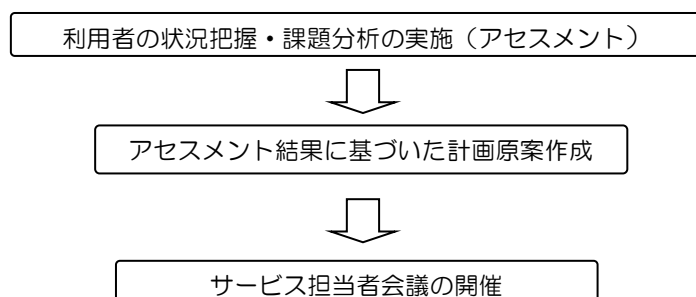 利用者の状況把握・課題分析の実施（アセスメント）
アセスメント結果に基づいた計画原案作成
サービス担当者会議の開催